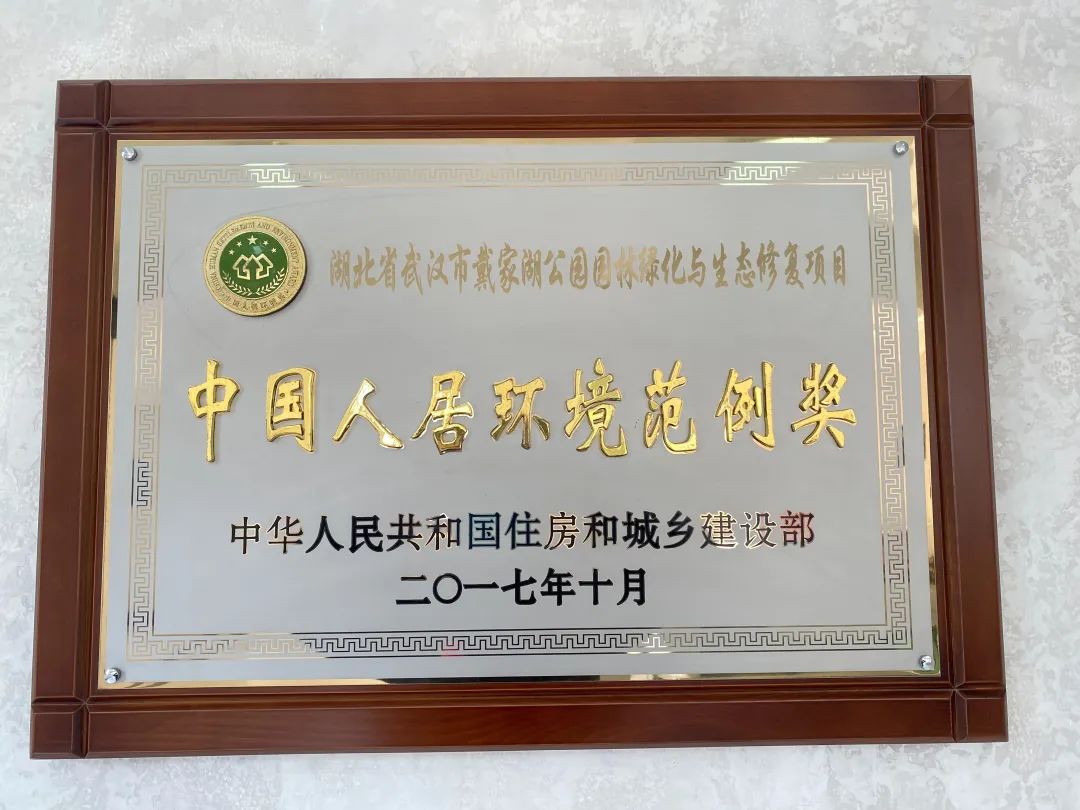 湖北省武汉市戴家湖公园园林绿化与生态修复项目
中国人居环境范例奖
中华人民共和国住房和城乡建设部
二〇一七年十月